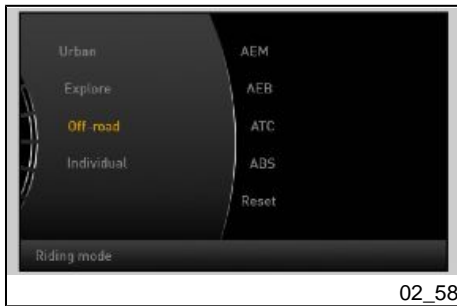 Urban
Explore
Off-road
Individual
AEM
AEB
ATC
ABS
Reset
Riding mode
02_58